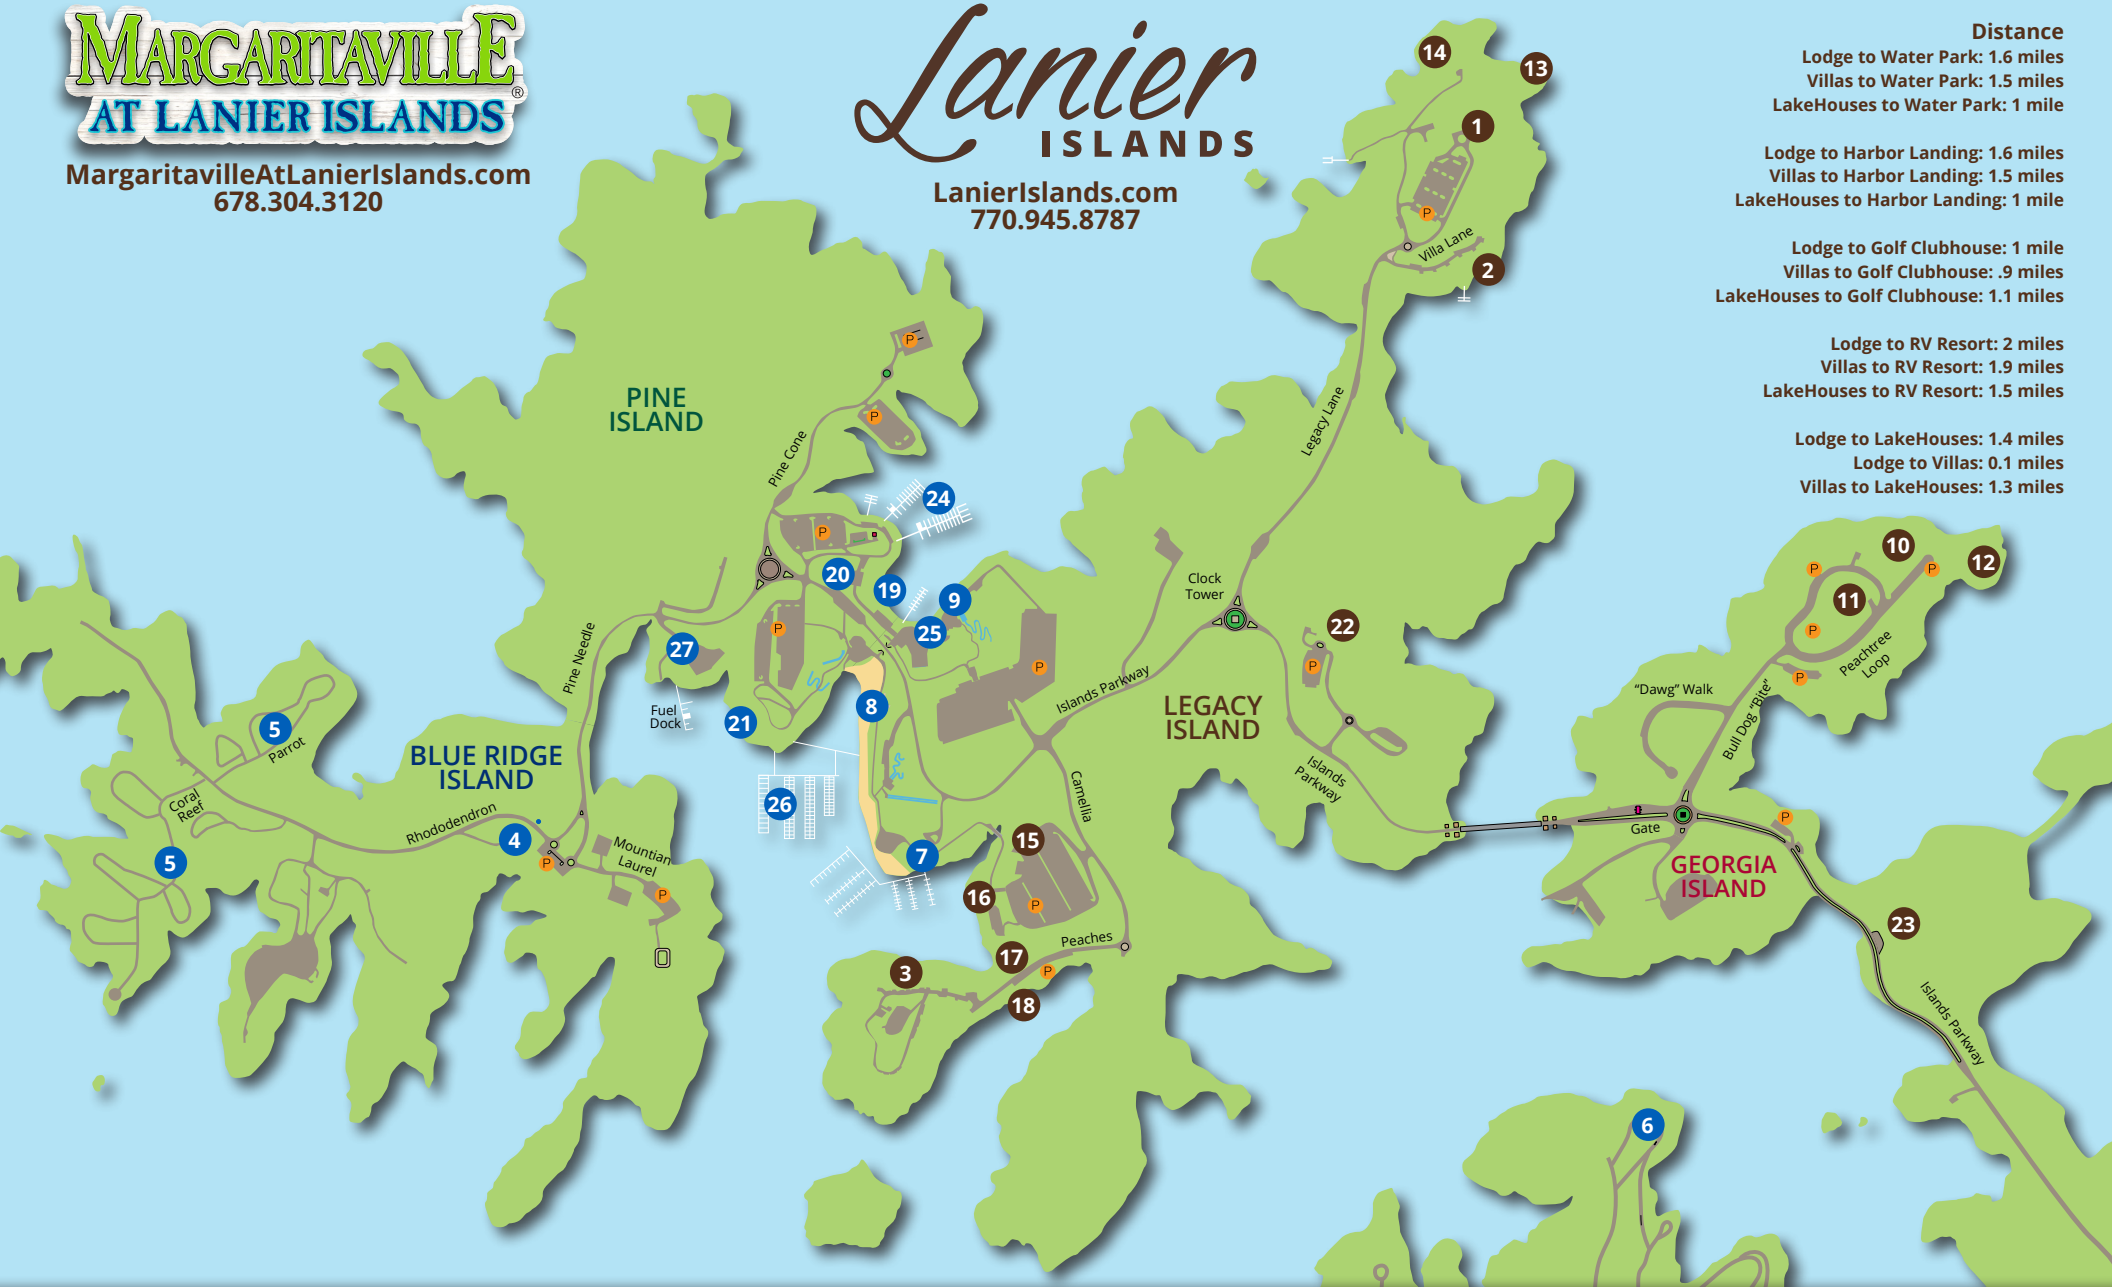 MARGARITAVILLE®
AT LANIER ISLANDS
MargaritavilleAtLanierIslands.com
678.304.3120
Lanier
ISLANDS
LanierIslands.com
770.945.8787
Distance
Lodge to Water Park: 1.6 miles
Villas to Water Park: 1.5 miles
LakeHouses to Water Park: 1 mile
Lodge to Harbor Landing: 1.6 miles
Villas to Harbor Landing: 1.5 miles
LakeHouses to Harbor Landing: 1 mile
Lodge to Golf Clubhouse: 1 mile
Villas to Golf Clubhouse: .9 miles
LakeHouses to Golf Clubhouse: 1.1 miles
Lodge to RV Resort: 2 miles
Villas to RV Resort: 1.9 miles
LakeHouses to RV Resort: 1.5 miles
Lodge to LakeHouses: 1.4 miles
Lodge to Villas: 0.1 miles
Villas to LakeHouses: 1.3 miles
14
13
1
P
Villa Lane
2
Legacy Lane
PINE
ISLAND
P
P
Pine Cone
24
P
20
19
9
25
P
27
Pine Needle
Fuel
Dock
21
8
26
7
P
Clock
Tower
Islands Parkway
22
P
LEGACY
ISLAND
Islands
Parkway
Camellia
15
16
P
17
Peaches
P
18
3
5
Parrot
BLUE RIDGE
ISLAND
Coral
Reef
Rhododendron
4
5
P
Mountian
Laurel
P
10
12
P
P
11
P
Peachtree
Loop
P
"Dawg" Walk
Bull Dog "Bite"
Gate
P
GEORGIA
ISLAND
23
Islands Parkway
6